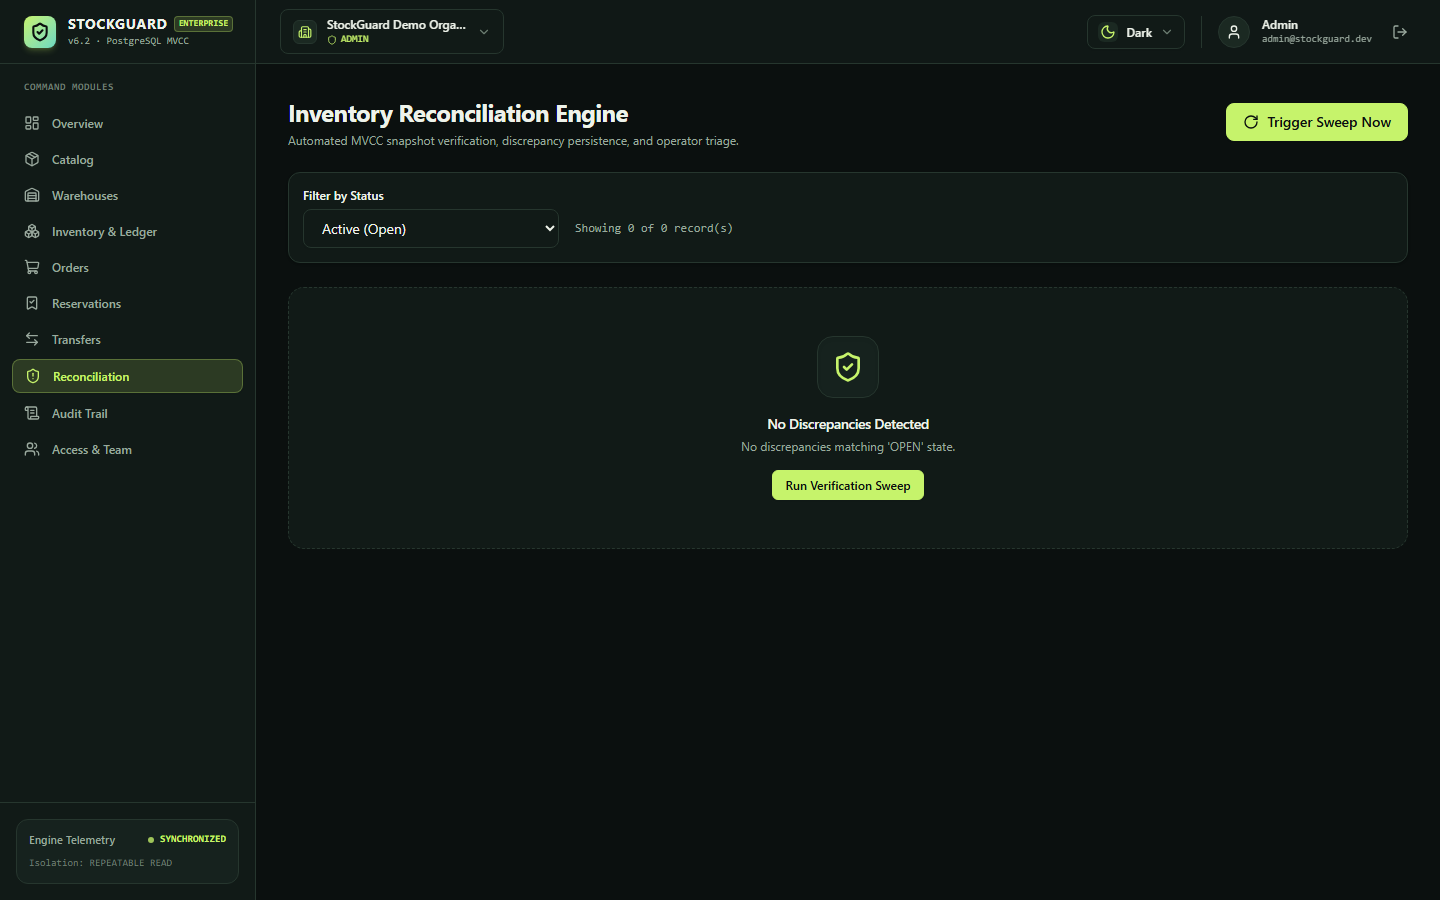 STOCKGUARD ENTERPRISE
v6.2 · PostgreSQL MVCC
StockGuard Demo Orga...
ADMIN
Dark
Admin
admin@stockguard.dev
COMMAND MODULES
Overview
Catalog
Warehouses
Inventory & Ledger
Orders
Reservations
Transfers
Reconciliation
Audit Trail
Access & Team
Engine Telemetry
SYNCHRONIZED
Isolation: REPEATABLE READ
Inventory Reconciliation Engine
Automated MVCC snapshot verification, discrepancy persistence, and operator triage.
Trigger Sweep Now
Filter by Status
Active (Open)
Showing 0 of 0 record(s)
No Discrepancies Detected
No discrepancies matching 'OPEN' state.
Run Verification Sweep